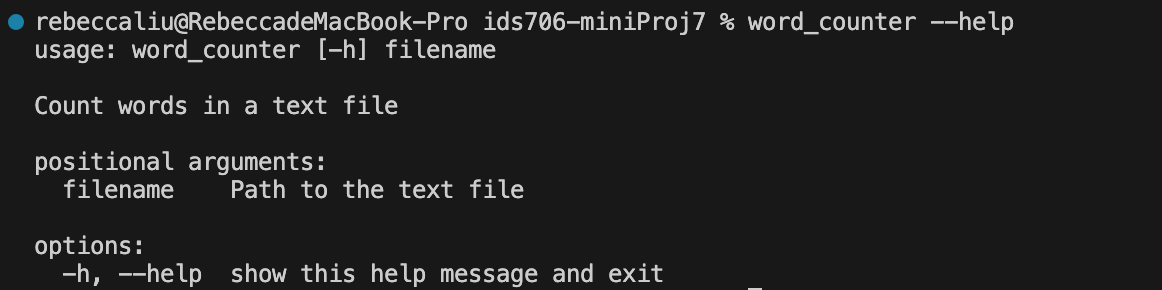 rebeccaliu@RebeccadeMacBook-Pro ids706-miniProj7 % word_counter --help
usage: word_counter [-h] filename
Count words in a text file
positional arguments:
filename    Path to the text file
options:
-h, --help  show this help message and exit